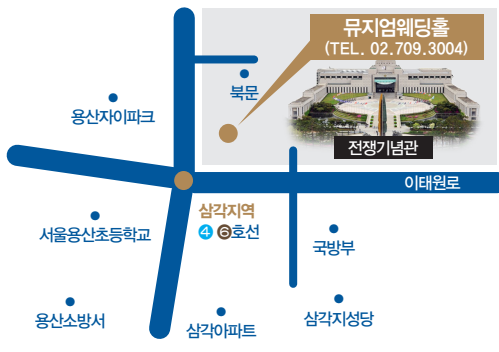 뮤지엄웨딩홀
(TEL. 02.709.3004)
북문
용산자이파크
전쟁기념관
이태원로
삼각지역
4 6호선
서울용산초등학교
국방부
용산소방서
삼각아파트
삼각지성당